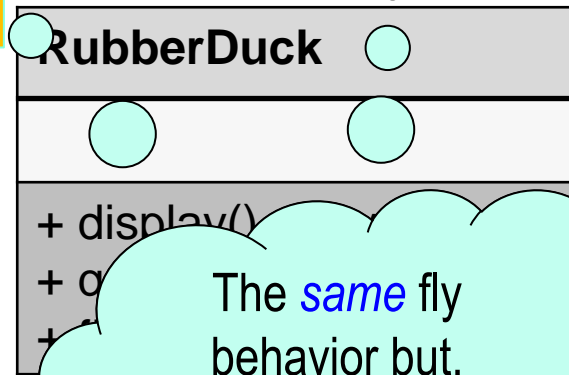 RubberDuck
+ display()
+ q
+
The same fly
behavior but,